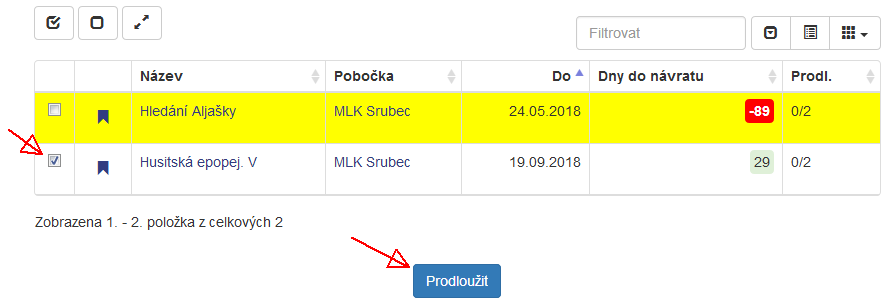 Filtrovat
Název Pobočka Do Dny do návratu Prodl.
Hledání Aljašky MLK Srubec 24.05.2018 -89 0/2
Husitská epopej. V MLK Srubec 19.09.2018 29 0/2
Zobrazena 1. - 2. položka z celkových 2
Prodloužit